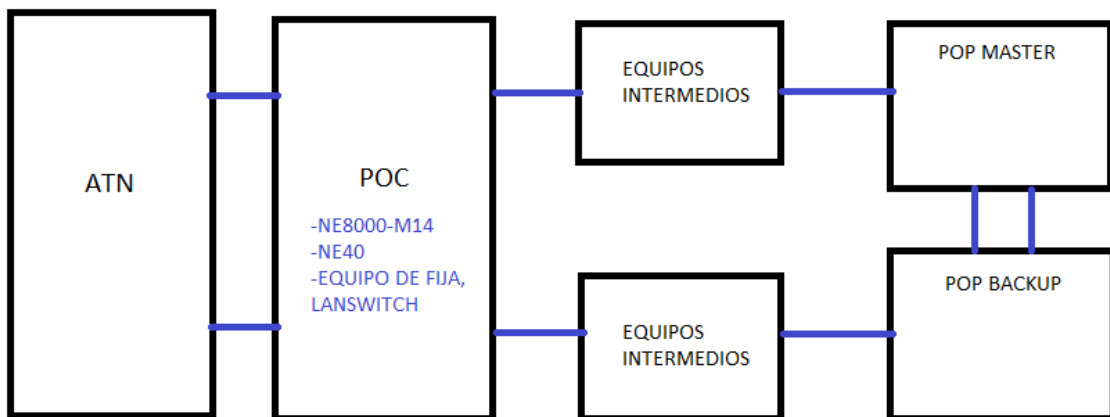 ATN
POC
-NE8000-M14
-NE40
-EQUIPO DE FIJA,
LANSWITCH
EQUIPOS
INTERMEDIOS
POP MASTER
EQUIPOS
INTERMEDIOS
POP BACKUP